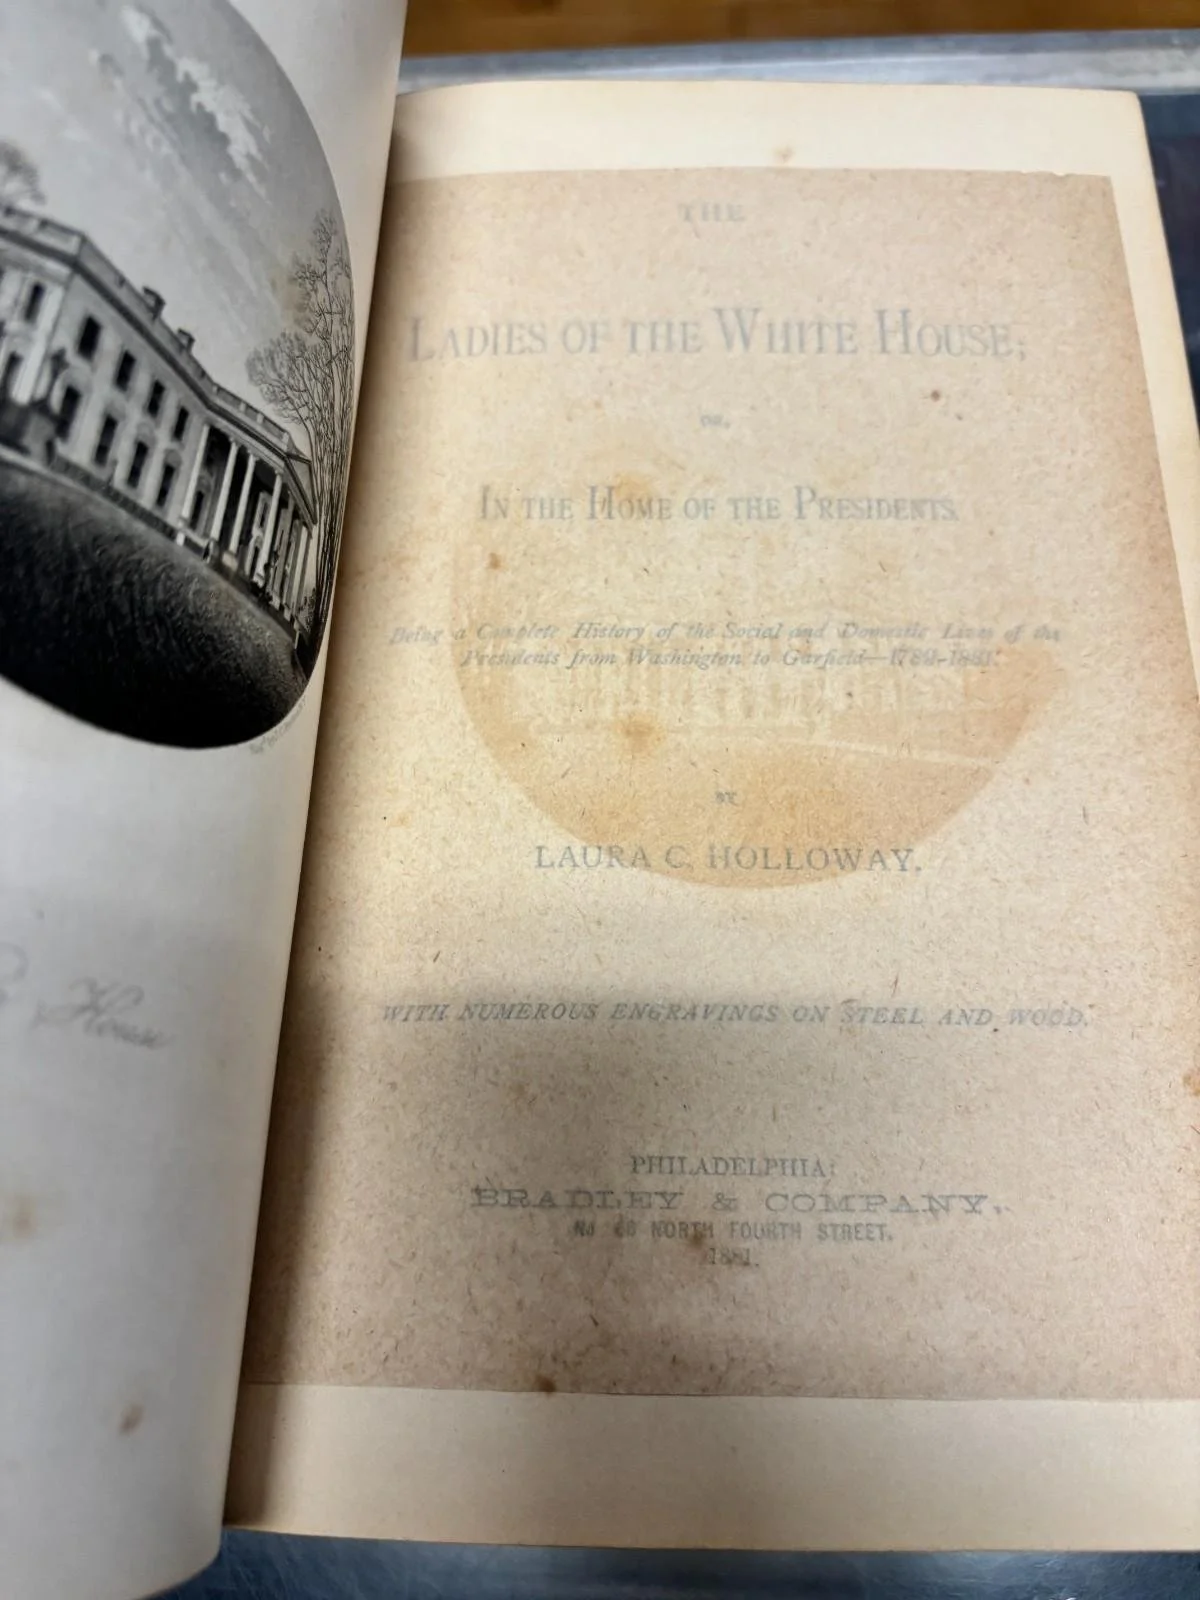 House
THE
LADIES OF THE WHITE HOUSE;
OR,
IN THE HOME OF THE PRESIDENTS.
Being a Complete History of the Social and Domestic Lives of the
Presidents from Washington to Garfield—1789-1881.
BY
LAURA C. HOLLOWAY.
WITH NUMEROUS ENGRAVINGS ON STEEL AND WOOD.
PHILADELPHIA:
BRADLEY & COMPANY,
NORTH FOURTH STREET.
1881.